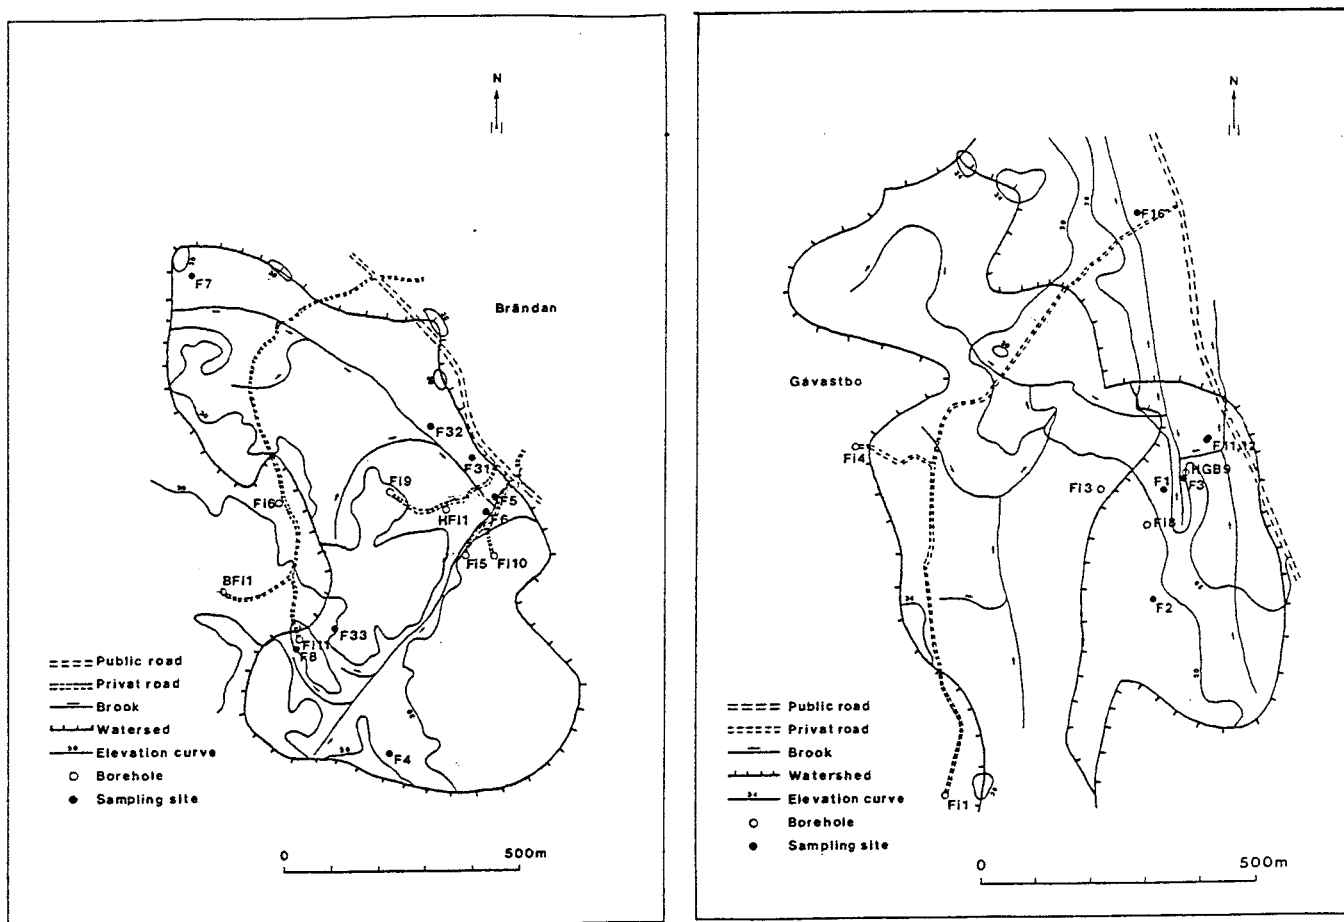 N
Brändan
F7
F32
F31
Fi9
F5
F6
HFi1
Fi6
Fi5
Fi10
BFi1
F33
Fi11
F8
F4
Public road
Privat road
Brook
Watersed
Elevation curve
Borehole
Sampling site
0
500m
N
F16
Gåvastbo
Fi4
F11,12
HGB9
F3
F1
Fi3
Fi8
F2
Fi1
Public road
Privat road
Brook
Watershed
Elevation curve
Borehole
Sampling site
0
500m